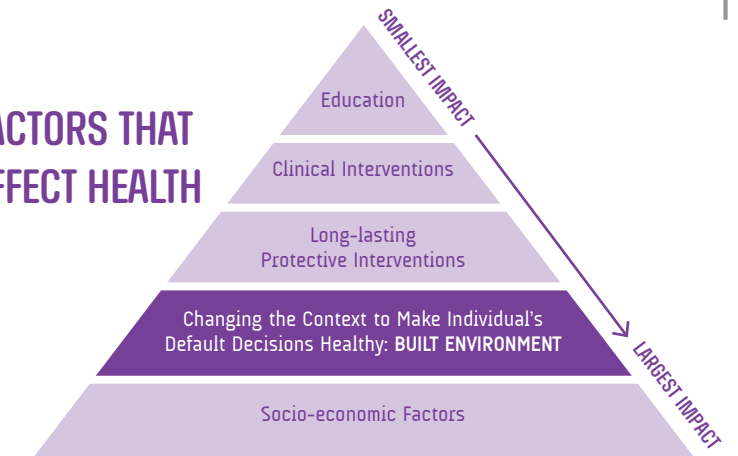 ACTORS THAT
FFECT HEALTH
SMALLEST IMPACT
Education
Clinical Interventions
Long-lasting
Protective Interventions
Changing the Context to Make Individual's
Default Decisions Healthy: BUILT ENVIRONMENT
Socio-economic Factors
LARGEST IMPACT